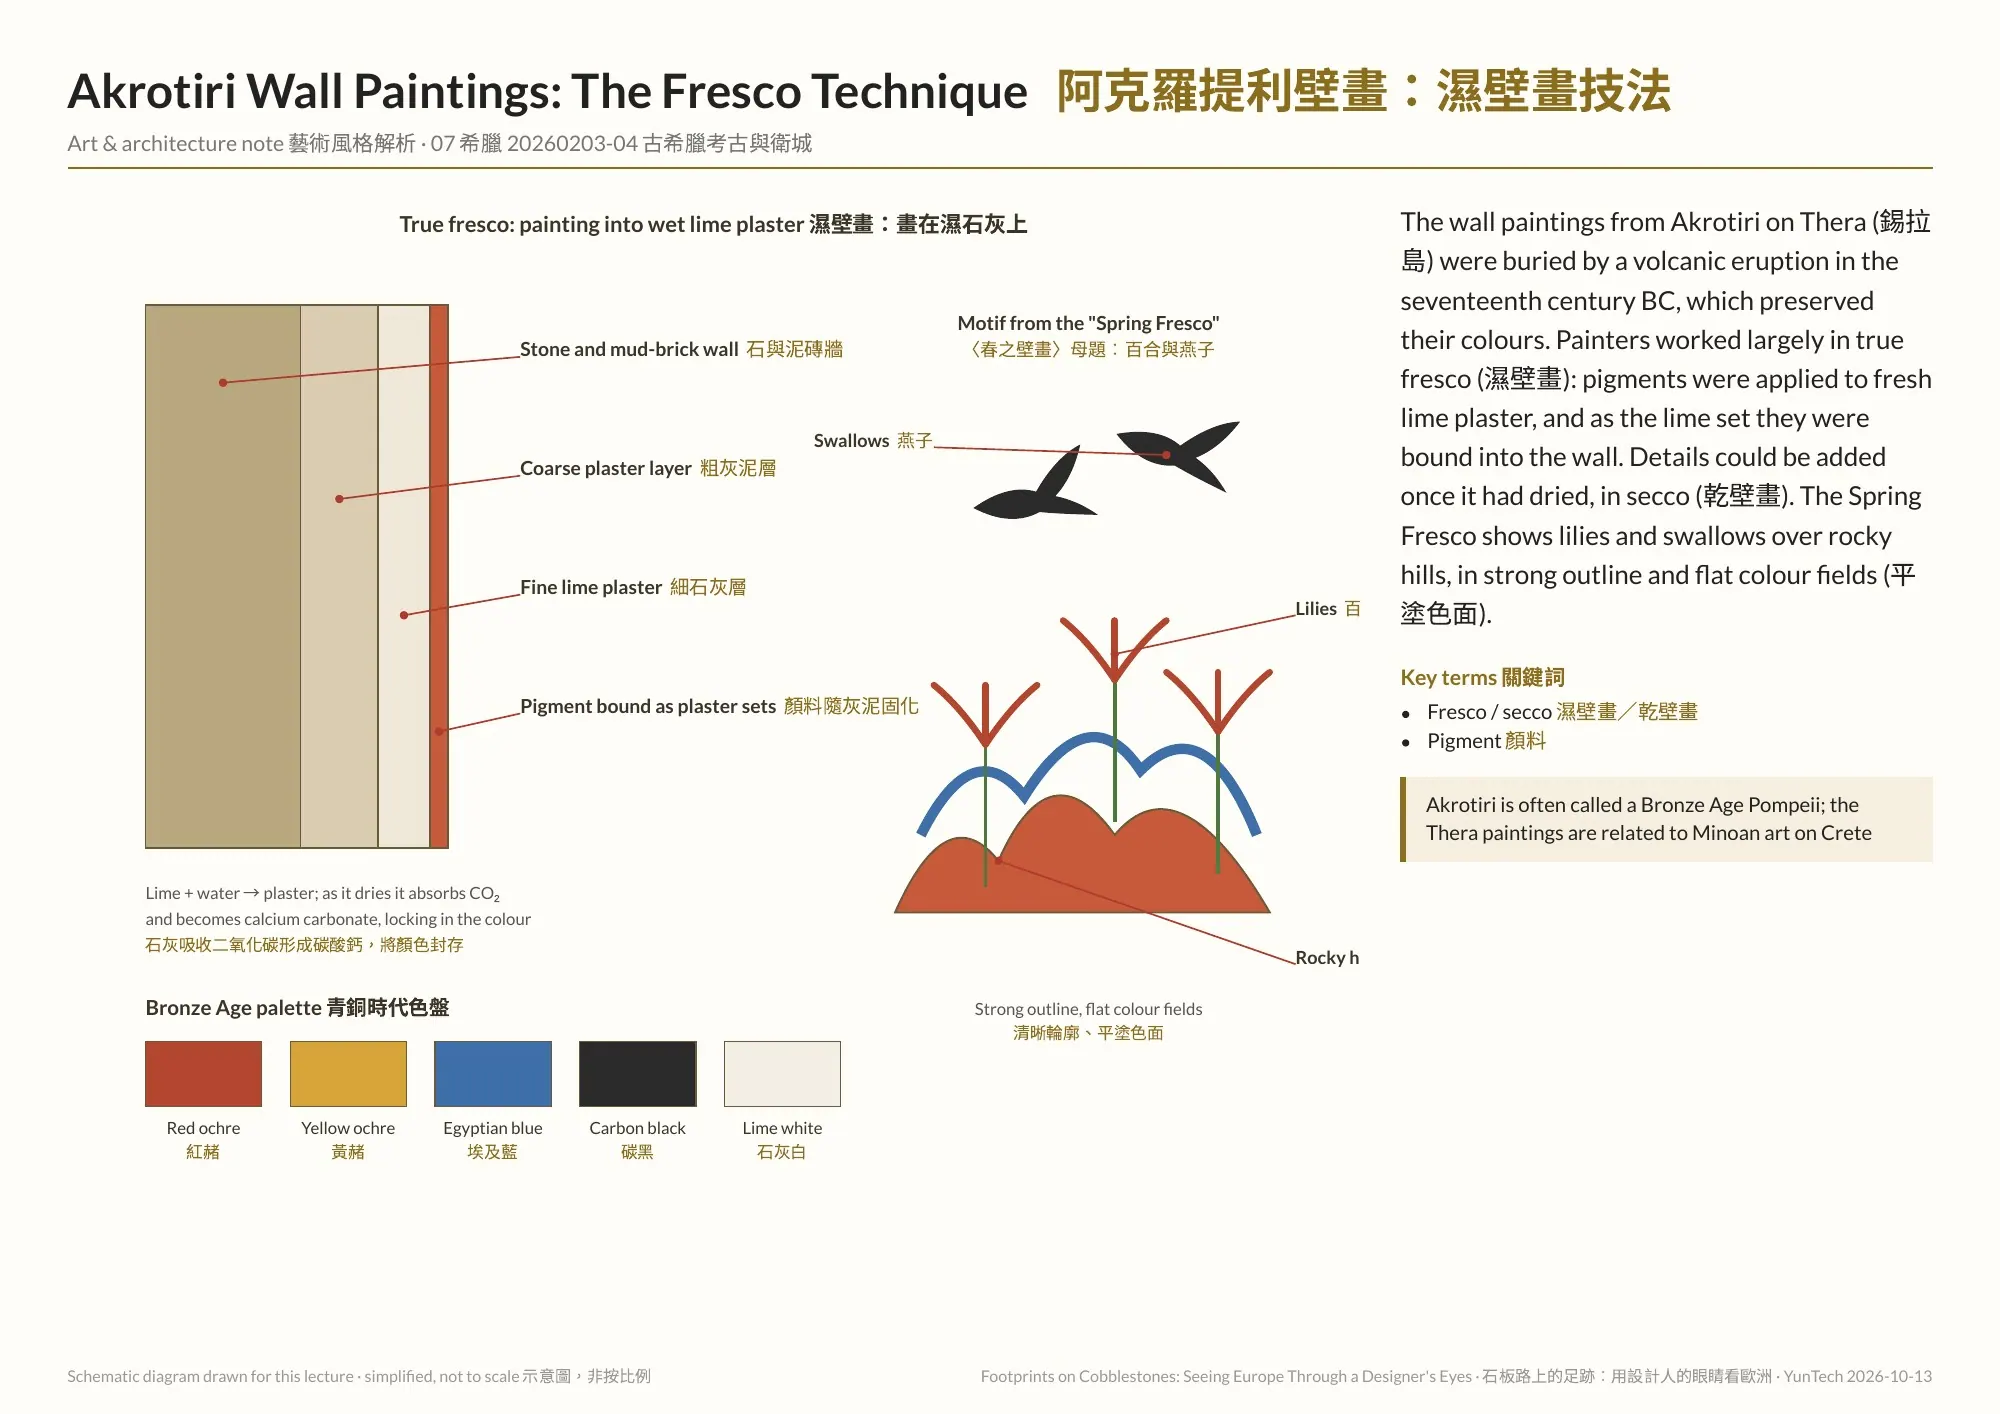 Akrotiri Wall Paintings: The Fresco Technique 阿克羅提利壁畫：濕壁畫技法
Art & architecture note 藝術風格解析 · 07 希臘 20260203-04 古希臘考古與衛城
True fresco: painting into wet lime plaster 濕壁畫：畫在濕石灰上
Stone and mud-brick wall 石與泥磚牆
Coarse plaster layer 粗灰泥層
Fine lime plaster 細石灰層
Pigment bound as plaster sets 顏料隨灰泥固化
Lime + water → plaster; as it dries it absorbs CO₂
and becomes calcium carbonate, locking in the colour
石灰吸收二氧化碳形成碳酸鈣，將顏色封存
Motif from the "Spring Fresco"
〈春之壁畫〉母題：百合與燕子
Swallows 燕子
Lilies 百
Rocky h
Strong outline, flat colour fields
清晰輪廓、平塗色面
Bronze Age palette 青銅時代色盤
Red ochre
紅赭
Yellow ochre
黃赭
Egyptian blue
埃及藍
Carbon black
碳黑
Lime white
石灰白
The wall paintings from Akrotiri on Thera (錫拉
島) were buried by a volcanic eruption in the
seventeenth century BC, which preserved
their colours. Painters worked largely in true
fresco (濕壁畫): pigments were applied to fresh
lime plaster, and as the lime set they were
bound into the wall. Details could be added
once it had dried, in secco (乾壁畫). The Spring
Fresco shows lilies and swallows over rocky
hills, in strong outline and flat colour fields (平
塗色面).
Key terms 關鍵詞
• Fresco / secco 濕壁畫／乾壁畫
• Pigment 顏料
Akrotiri is often called a Bronze Age Pompeii; the
Thera paintings are related to Minoan art on Crete
Schematic diagram drawn for this lecture · simplified, not to scale 示意圖，非按比例
Footprints on Cobblestones: Seeing Europe Through a Designer's Eyes · 石板路上的足跡：用設計人的眼睛看歐洲 · YunTech 2026-10-13